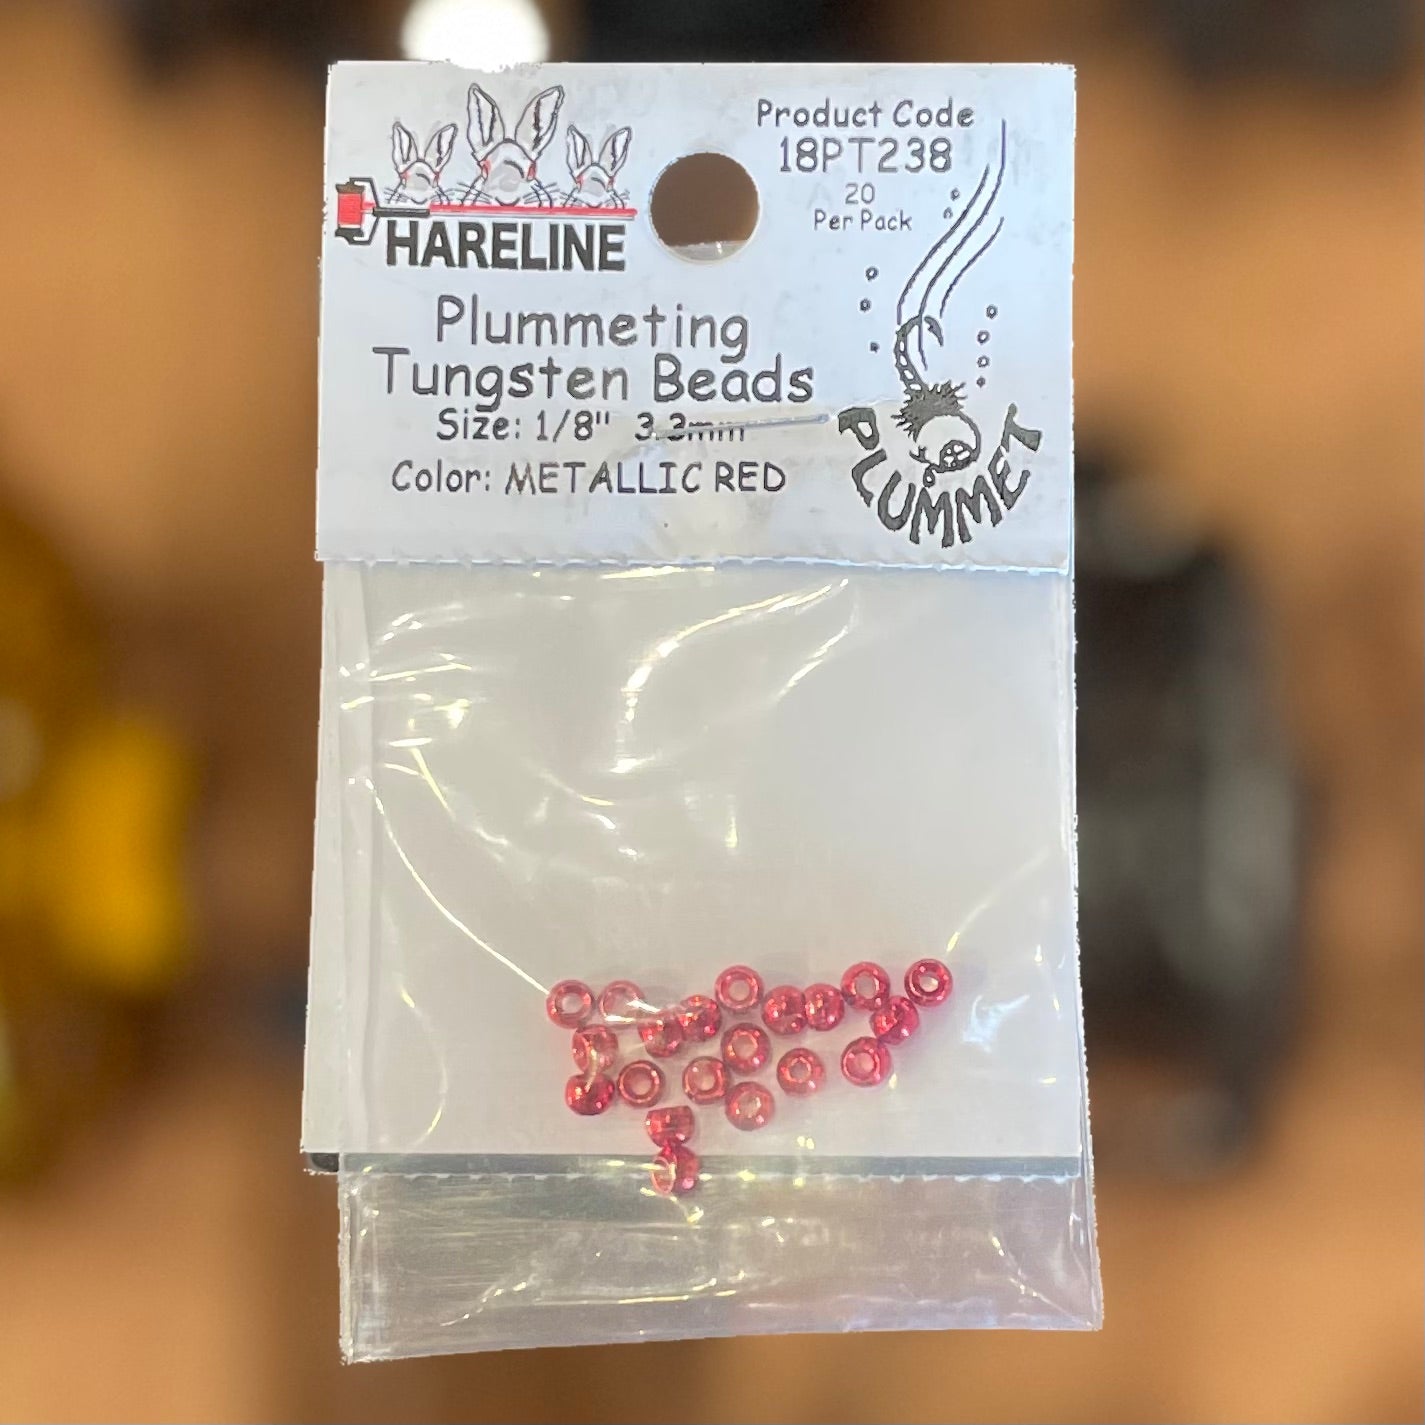 HARELINE
Product Code
18PT238
20
Per Pack
Plummeting
Tungsten Beads
Size: 1/8" 3.3mm
Color: METALLIC RED
PLUMMET